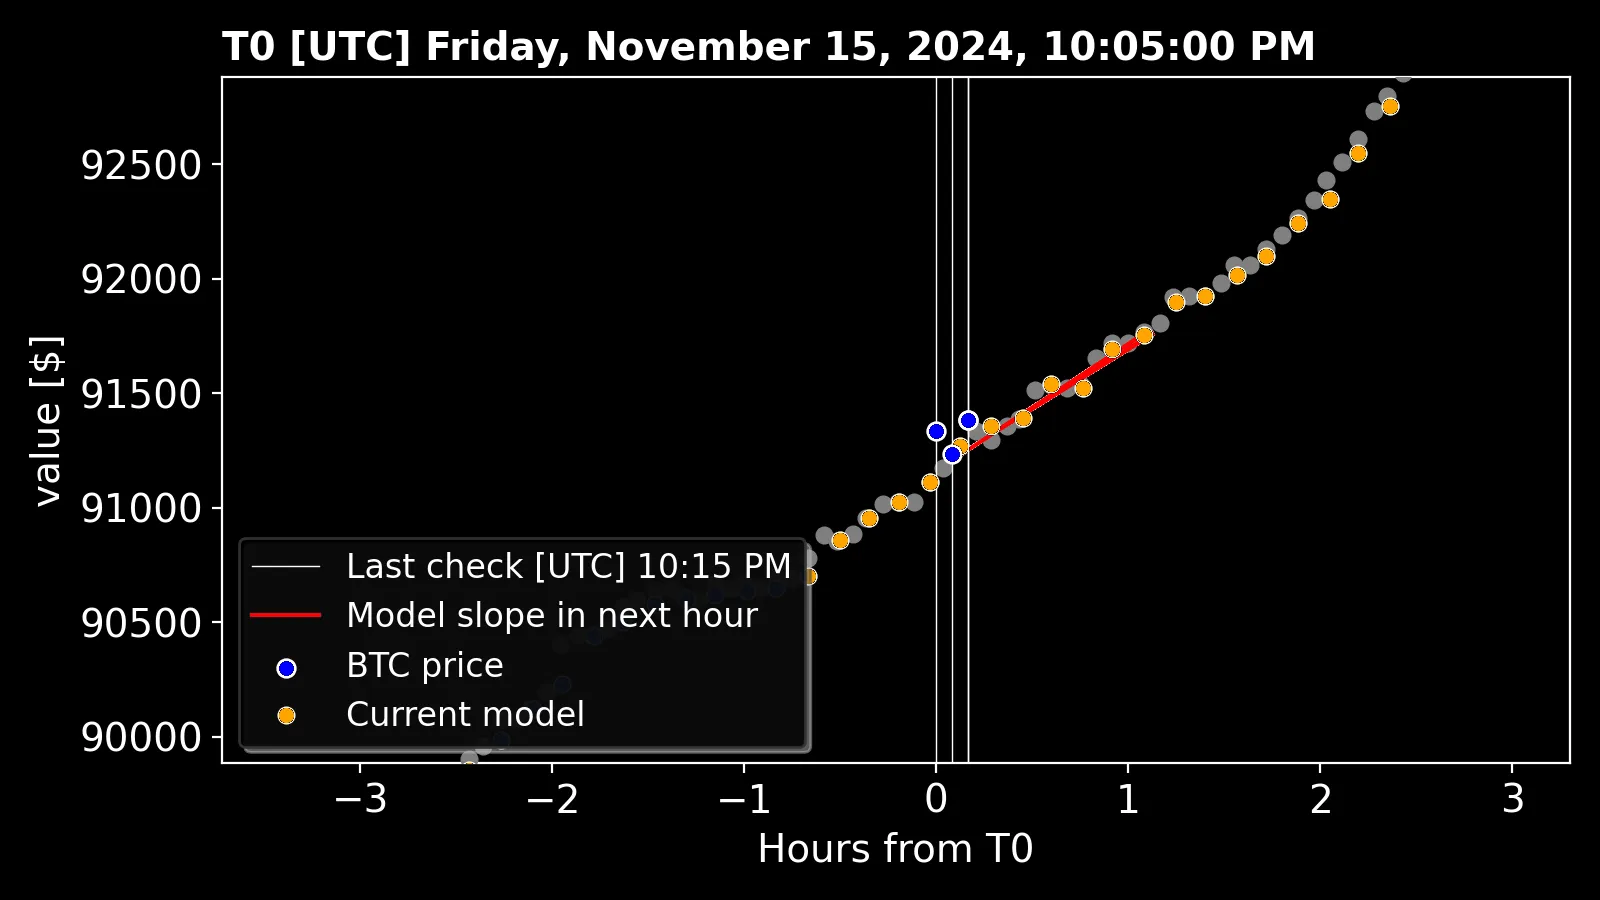 T0 [UTC] Friday, November 15, 2024, 10:05:00 PM
value [$]
92500
92000
91500
91000
90500
90000
Last check [UTC] 10:15 PM
Model slope in next hour
BTC price
Current model
−3 −2 −1 0 1 2 3
Hours from T0